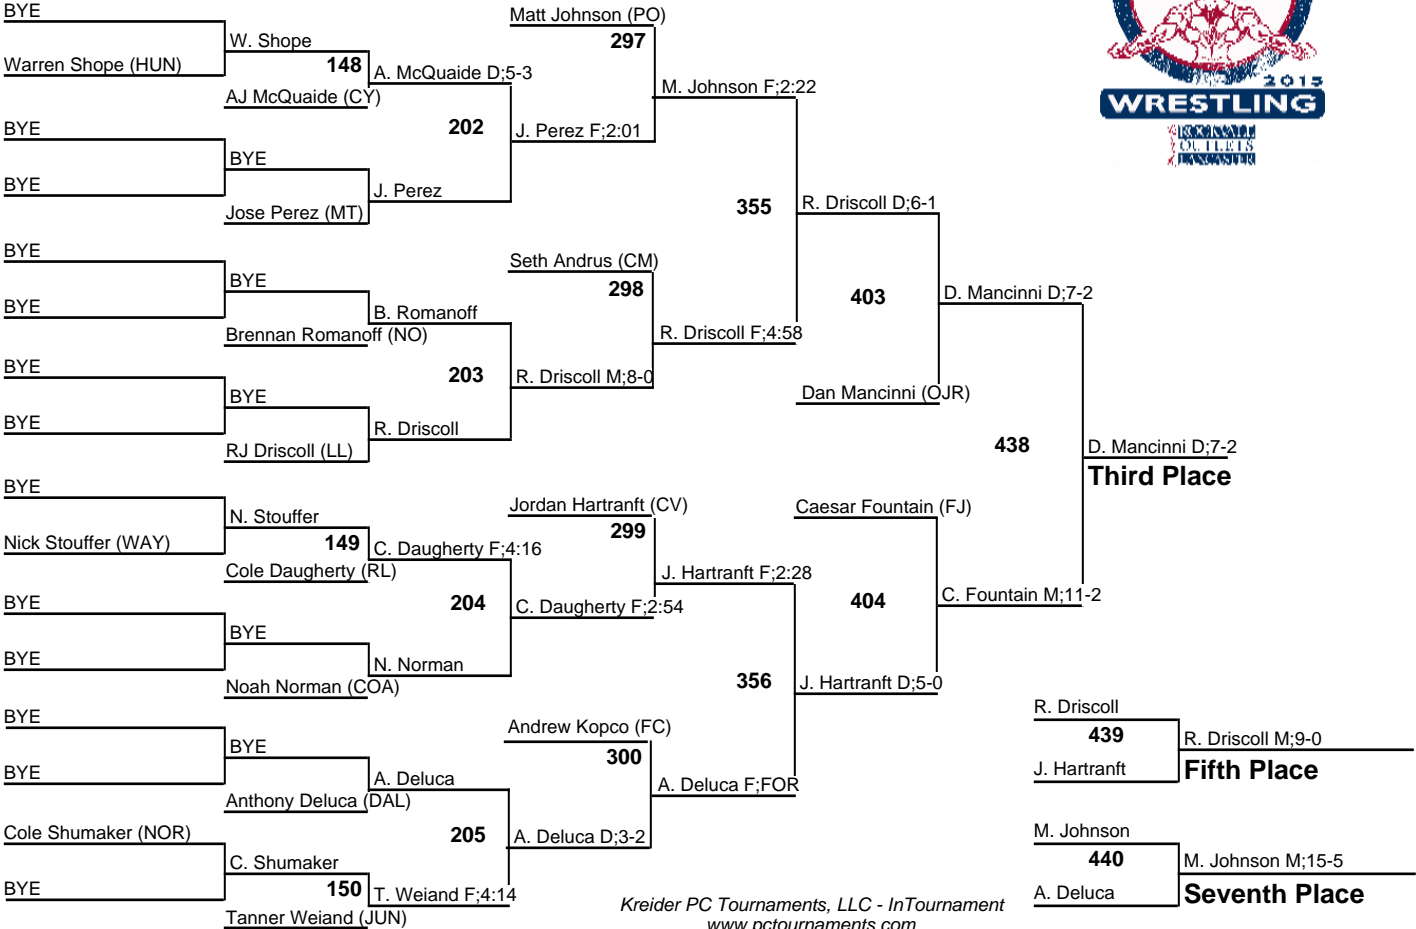 BYE
Matt Johnson (PO)
W. Shope
297
Warren Shope (HUN)
148
A. McQuaide D;5-3
M. Johnson F;2:22
2015
AJ McQuaide (CY)
WRESTLING
BYE
202
J. Perez F;2:01
ROCKVALE
OUTLETS
LANCASTER
BYE
BYE
J. Perez
355
R. Driscoll D;6-1
Jose Perez (MT)
BYE
Seth Andrus (CM)
BYE
298
403
D. Mancinni D;7-2
BYE
B. Romanoff
Brennan Romanoff (NO)
R. Driscoll F;4:58
BYE
203
R. Driscoll M;8-0
BYE
Dan Mancinni (OJR)
BYE
R. Driscoll
RJ Driscoll (LL)
438
D. Mancinni D;7-2
Third Place
BYE
Jordan Hartranft (CV)
Caesar Fountain (FJ)
N. Stouffer
299
Nick Stouffer (WAY)
149
C. Daugherty F;4:16
Cole Daugherty (RL)
J. Hartranft F;2:28
BYE
204
C. Daugherty F;2:54
404
C. Fountain M;11-2
BYE
BYE
N. Norman
Noah Norman (COA)
356
J. Hartranft D;5-0
BYE
Andrew Kopco (FC)
R. Driscoll
BYE
300
439
R. Driscoll M;9-0
BYE
A. Deluca
A. Deluca F;FOR
J. Hartranft
Fifth Place
Anthony Deluca (DAL)
Cole Shumaker (NOR)
205
A. Deluca D;3-2
M. Johnson
C. Shumaker
440
M. Johnson M;15-5
BYE
150
T. Weiand F;4:14
A. Deluca
Seventh Place
Tanner Weiand (JUN)
Kreider PC Tournaments, LLC - InTournament
www.pctournaments.com